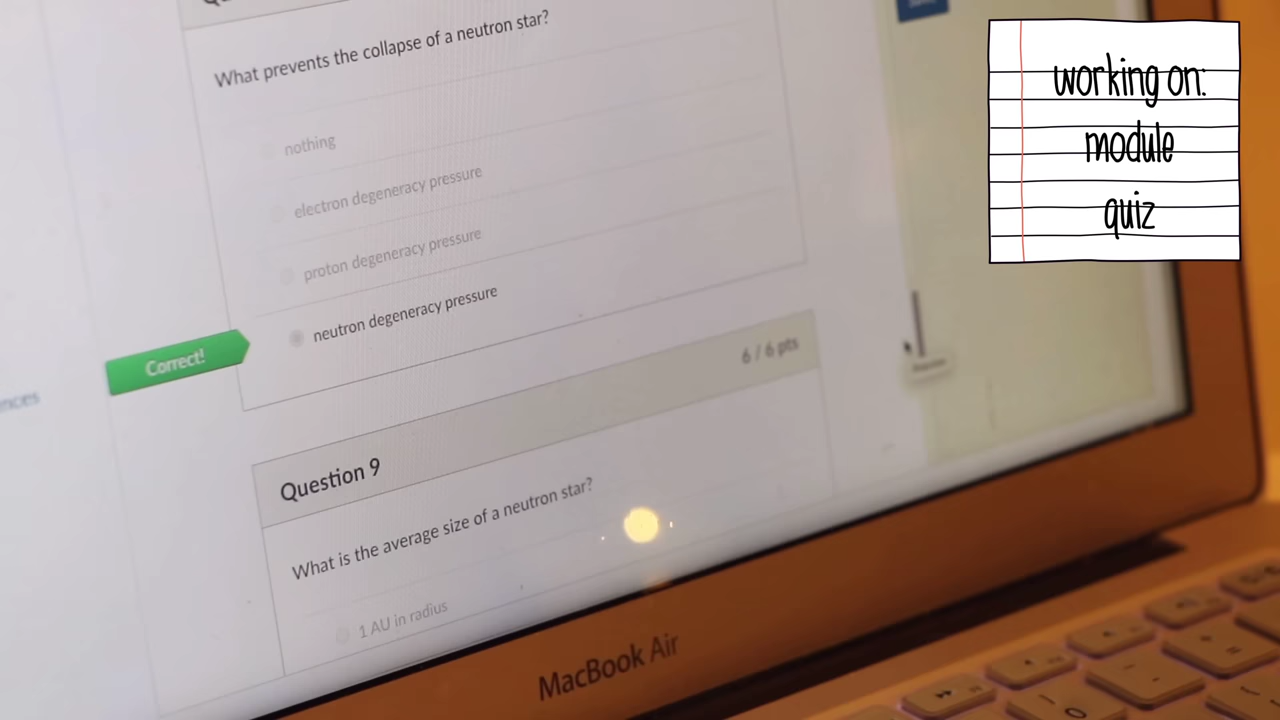 What prevents the collapse of a neutron star?
nothing
electron degeneracy pressure
proton degeneracy pressure
neutron degeneracy pressure
Correct!
6 / 6 pts
Question 9
What is the average size of a neutron star?
1 AU in radius
MacBook Air
working on:
module
quiz